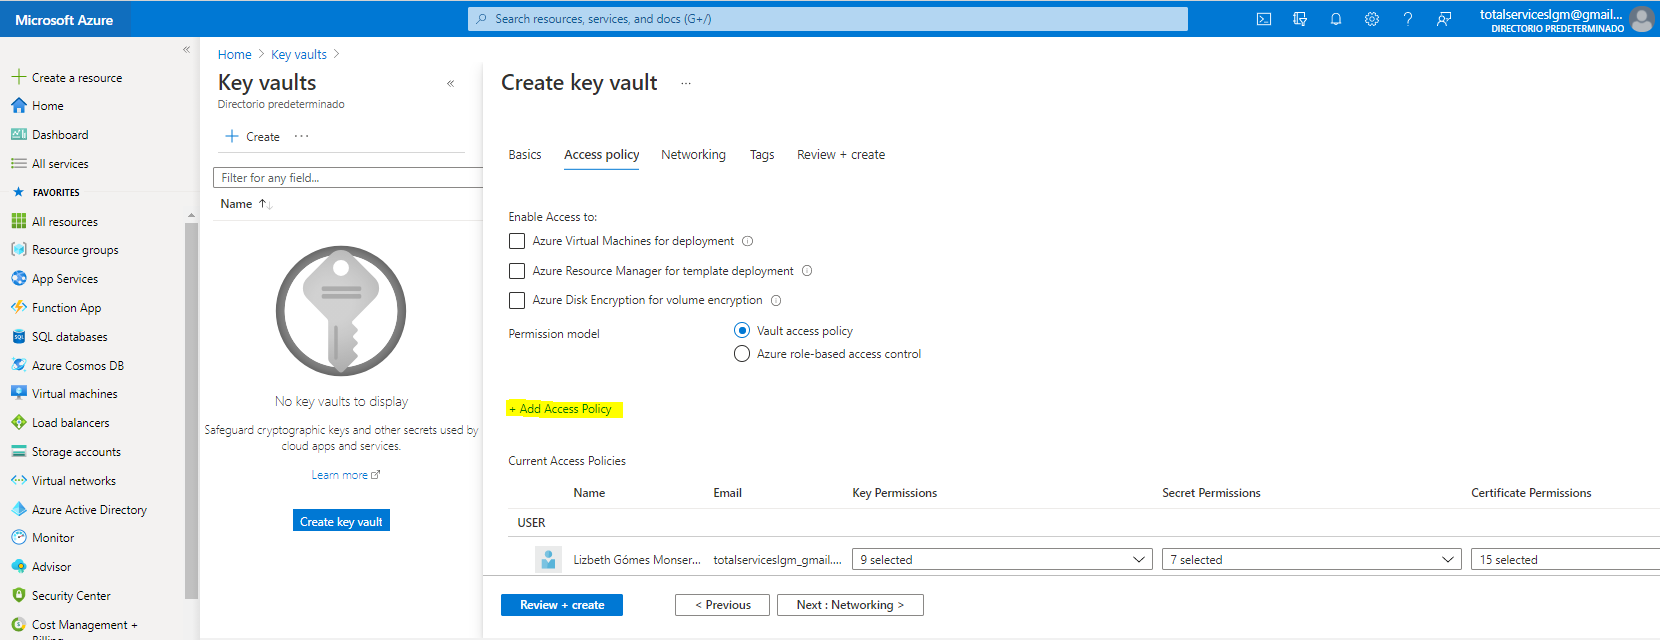 Microsoft Azure
Search resources, services, and docs (G+/)
totalserviceslgm@gmail...
DIRECTORIO PREDETERMINADO
Create a resource
Home
Dashboard
All services
FAVORITES
All resources
Resource groups
App Services
Function App
SQL databases
Azure Cosmos DB
Virtual machines
Load balancers
Storage accounts
Virtual networks
Azure Active Directory
Monitor
Advisor
Security Center
Cost Management +
Billing
Home > Key vaults >
Key vaults
Directorio predeterminado
+ Create ...
Filter for any field...
Name ↑↓
No key vaults to display
Safeguard cryptographic keys and other secrets used by
cloud apps and services.
Learn more
Create key vault
Create key vault ...
Basics Access policy Networking Tags Review + create
Enable Access to:
Azure Virtual Machines for deployment
Azure Resource Manager for template deployment
Azure Disk Encryption for volume encryption
Permission model
Vault access policy
Azure role-based access control
+ Add Access Policy
Current Access Policies
Name Email Key Permissions Secret Permissions Certificate Permissions
USER
Lizbeth Gómes Monser... totalserviceslgm_gmail.... 9 selected 7 selected 15 selected
Review + create < Previous Next : Networking >